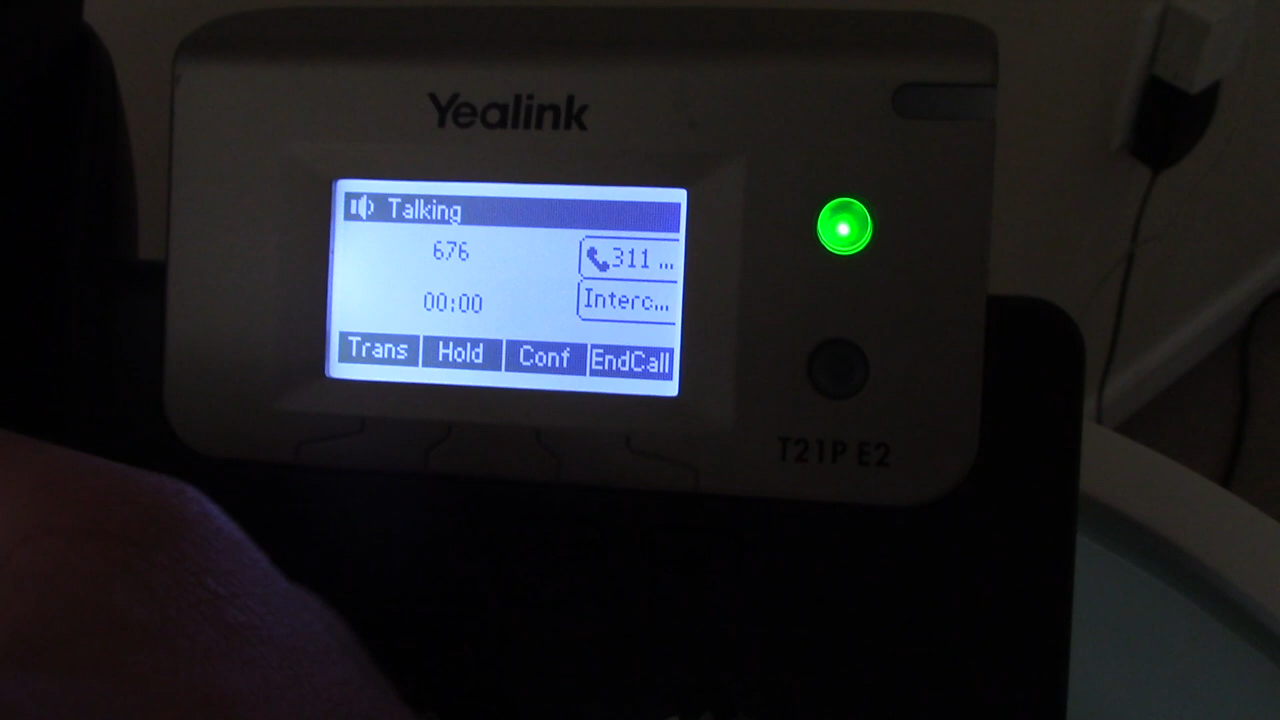 Yealink
Talking
676
311 ...
00:00
Interc...
Trans Hold Conf EndCall
T21P E2